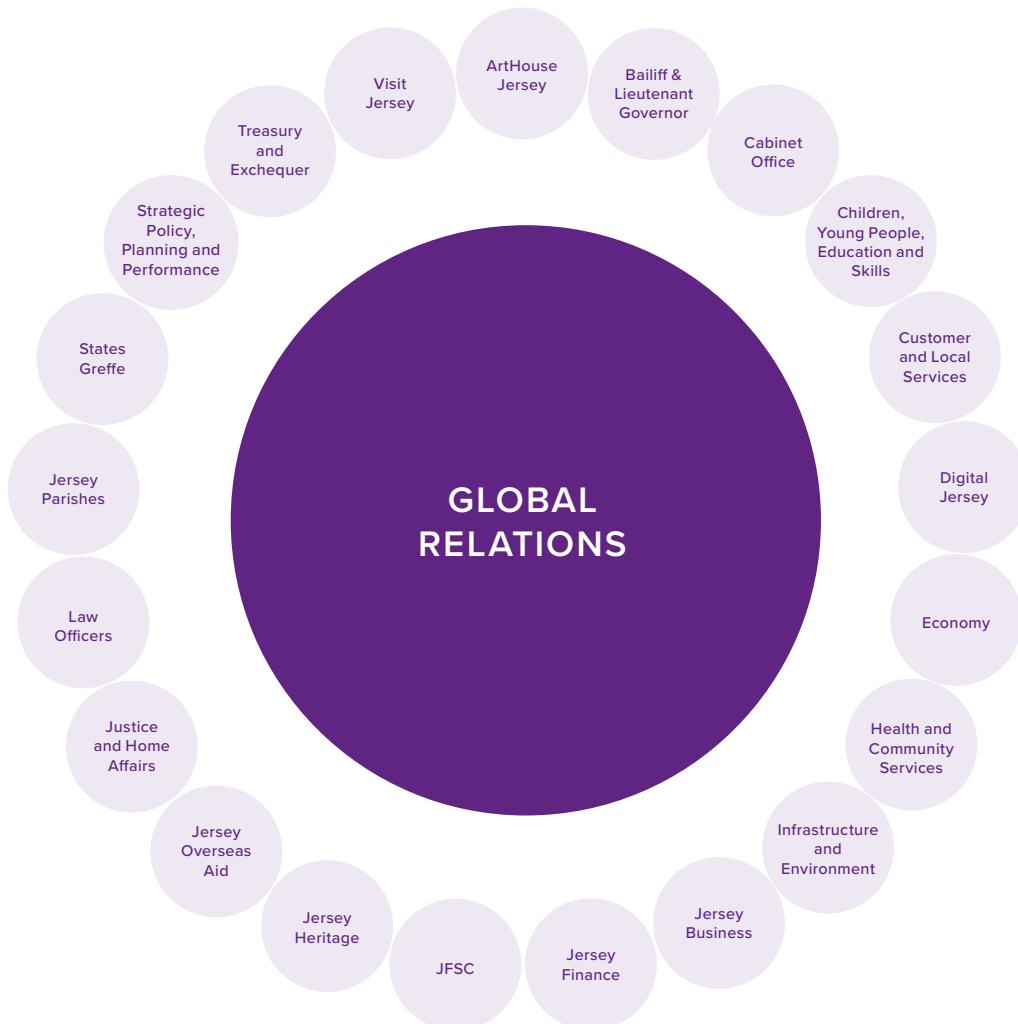 ArtHouse
Jersey
Bailiff &
Lieutenant
Governor
Cabinet
Office
Children,
Young People,
Education and
Skills
Customer
and Local
Services
Digital
Jersey
Economy
Health and
Community
Services
Infrastructure
and
Environment
Jersey
Business
Jersey
Finance
JFSC
Jersey
Heritage
Jersey
Overseas
Aid
Justice
and Home
Affairs
Law
Officers
Jersey
Parishes
States
Greffe
Strategic
Policy,
Planning and
Performance
Treasury
and
Exchequer
Visit
Jersey
GLOBAL
RELATIONS